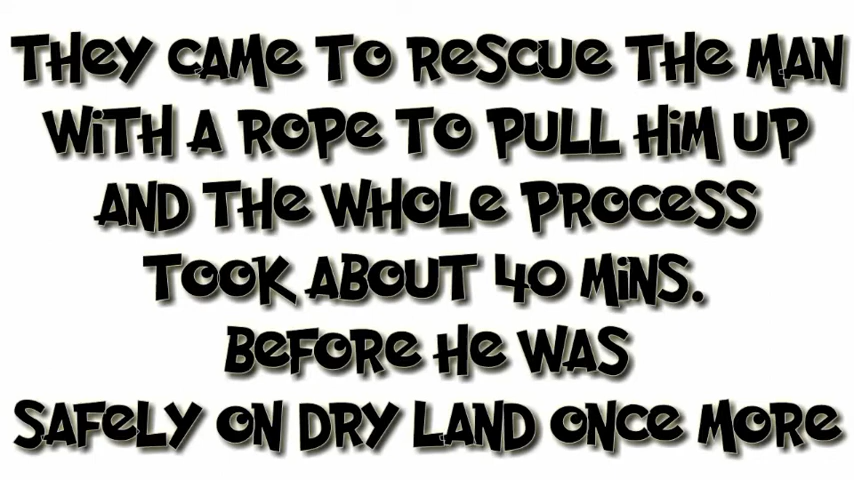 THEY CAME TO RESCUE THE MAN
WITH A ROPE TO PULL HIM UP
AND THE WHOLE PROCESS
TOOK ABOUT 40 MINS.
BEFORE HE WAS
SAFELY ON DRY LAND ONCE MORE